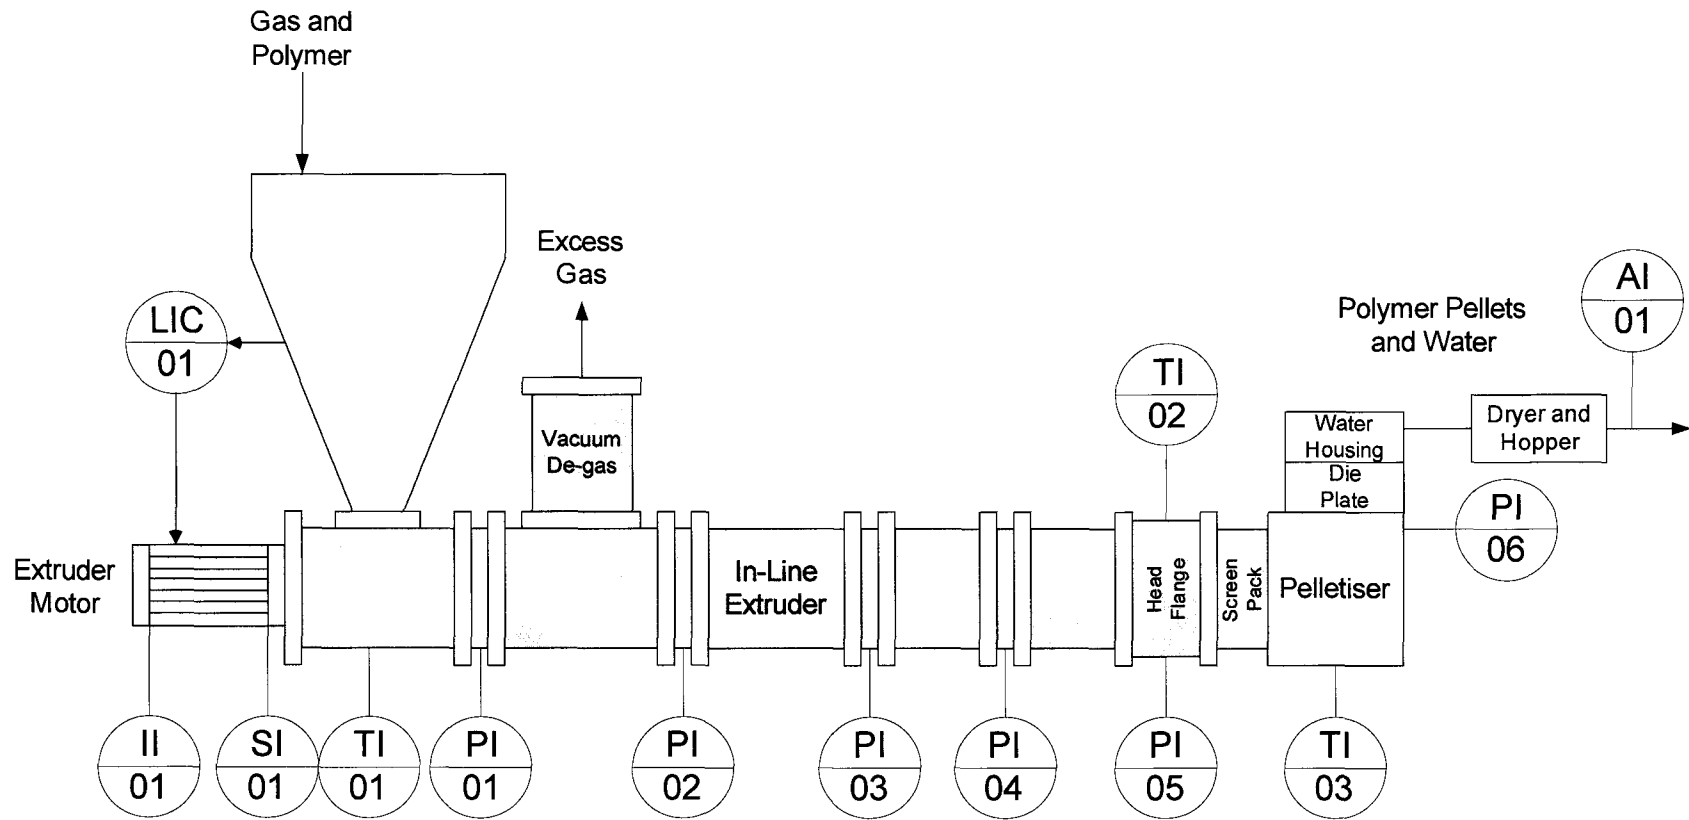 Gas and
Polymer
Excess
Gas
LIC
01
AI
01
Polymer Pellets
and Water
TI
02
Vacuum
De-gas
Water
Housing
Dryer and
Hopper
Die
Plate
PI
06
Extruder
Motor
In-Line
Extruder
Head
Flange
Screen
Pack
Pelletiser
II
01
SI
01
TI
01
PI
01
PI
02
PI
03
PI
04
PI
05
TI
03